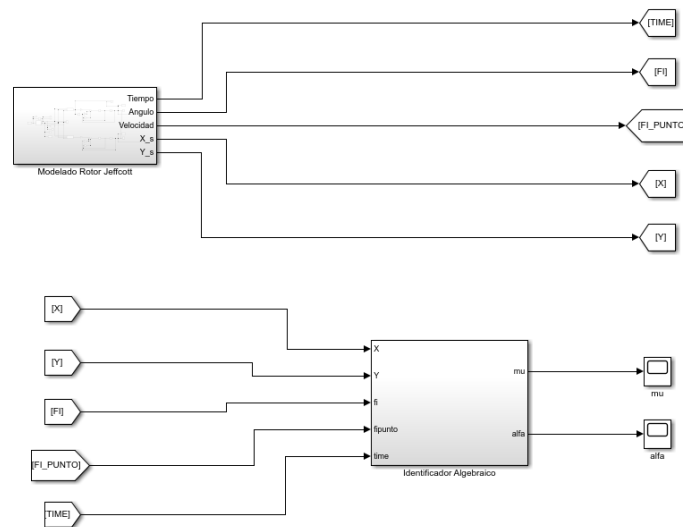 [TIME]
[FI]
[FI_PUNTO]
[X]
[Y]
Tiempo
Angulo
Velocidad
X_s
Y_s
Modelado Rotor Jeffcott
[X]
[Y]
[FI]
[FI_PUNTO]
[TIME]
X
Y
fi
fipunto
time
mu
alfa
Identificador Algebraico
mu
alfa